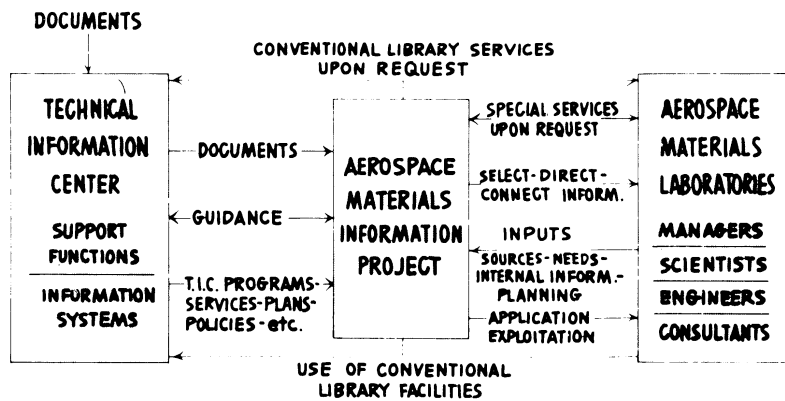 DOCUMENTS
CONVENTIONAL LIBRARY SERVICES
UPON REQUEST
TECHNICAL
INFORMATION
CENTER
SUPPORT
FUNCTIONS
INFORMATION
SYSTEMS
DOCUMENTS
GUIDANCE
T.I.C. PROGRAMS-
SERVICES-PLANS-
POLICIES-etc.
AEROSPACE
MATERIALS
INFORMATION
PROJECT
SPECIAL SERVICES
UPON REQUEST
SELECT-DIRECT-
CONNECT INFORM.
INPUTS
SOURCES-NEEDS-
INTERNAL INFORM.-
PLANNING
APPLICATION
EXPLOITATION
AEROSPACE
MATERIALS
LABORATORIES
MANAGERS
SCIENTISTS
ENGINEERS
CONSULTANTS
USE OF CONVENTIONAL
LIBRARY FACILITIES